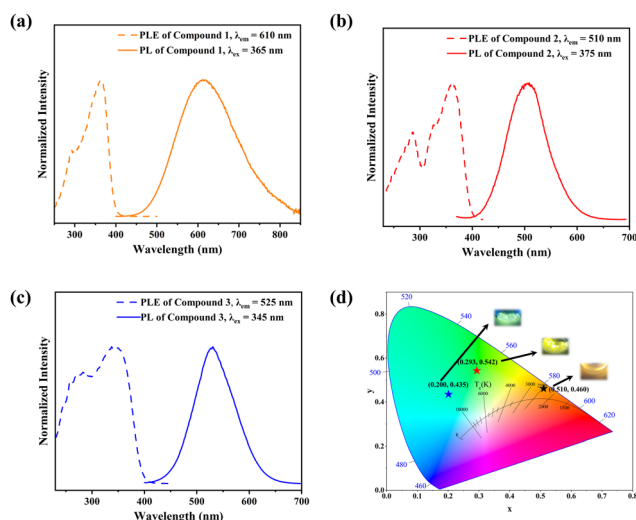 (a)
PLE of Compound 1, λem = 610 nm
PL of Compound 1, λex = 365 nm
Normalized Intensity
300 400 500 600 700 800
Wavelength (nm)
(b)
PLE of Compound 2, λem = 510 nm
PL of Compound 2, λex = 375 nm
Normalized Intensity
300 400 500 600 700
Wavelength (nm)
(c)
PLE of Compound 3, λem = 525 nm
PL of Compound 3, λex = 345 nm
Normalized Intensity
300 400 500 600 700
Wavelength (nm)
(d)
520
540
560
500
580
600
620
480
460
(0.293, 0.542)
(0.200, 0.435)
(0.510, 0.460)
Tc(K)
10000
6000
4000
3000
2000
1500
y
0.8
0.6
0.4
0.2
0.0
0.0 0.1 0.2 0.3 0.4 0.5 0.6 0.7 0.8
x